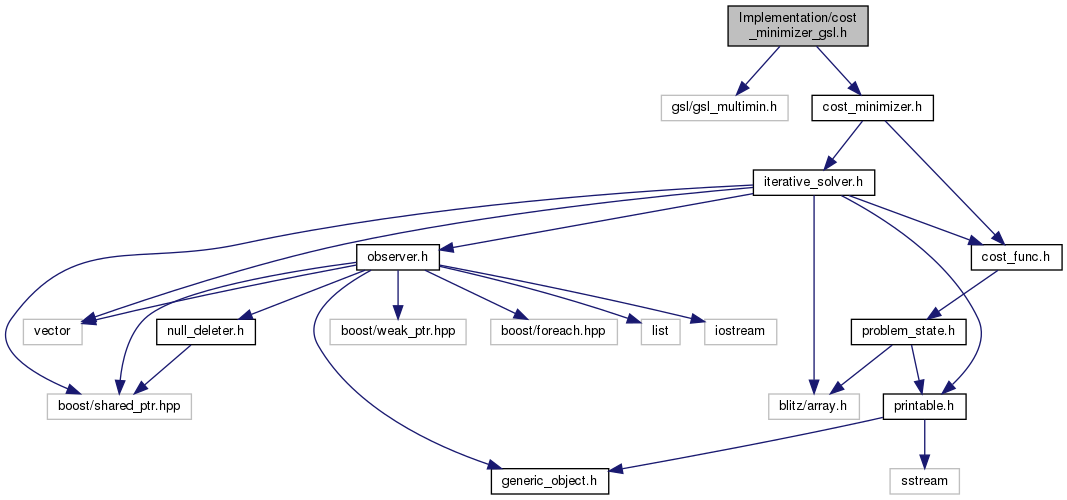 Implementation/cost
_minimizer_gsl.h
gsl/gsl_multimin.h
cost_minimizer.h
iterative_solver.h
observer.h
cost_func.h
vector
null_deleter.h
boost/weak_ptr.hpp
boost/foreach.hpp
list
iostream
problem_state.h
boost/shared_ptr.hpp
blitz/array.h
printable.h
generic_object.h
sstream